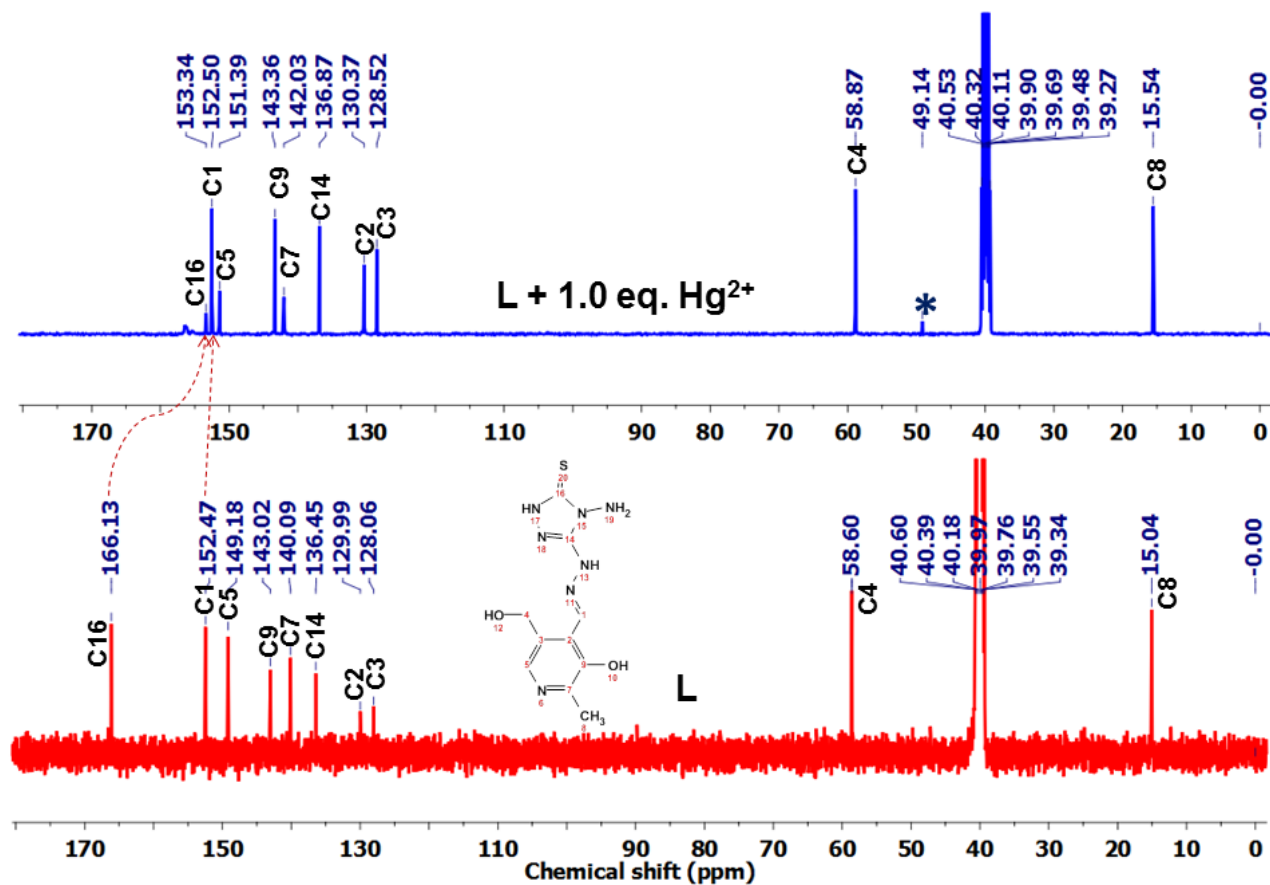 153.34
152.50
151.39
143.36
142.03
136.87
130.37
128.52
58.87
49.14
40.53
40.32
40.11
39.90
39.69
39.48
39.27
15.54
-0.00
C16
C1
C5
C9
C7
C14
C2
C3
C4
*
C8
L + 1.0 eq. Hg²⁺
170 150 130 110 90 80 70 60 50 40 30 20 10 0
166.13
152.47
149.18
143.02
140.09
136.45
129.99
128.06
58.60
40.60
40.39
40.18
39.97
39.76
39.55
39.34
15.04
-0.00
C16
C1
C5
C9
C7
C14
C2
C3
C4
C8
S
20
16
HN
17
N
15
NH₂
19
N
18
14
NH
13
N
11
1
HO
12
4
3
2
5
9
OH
10
N
6
7
CH₃
8
L
170 150 130 110 90 80 70 60 50 40 30 20 10 0
Chemical shift (ppm)